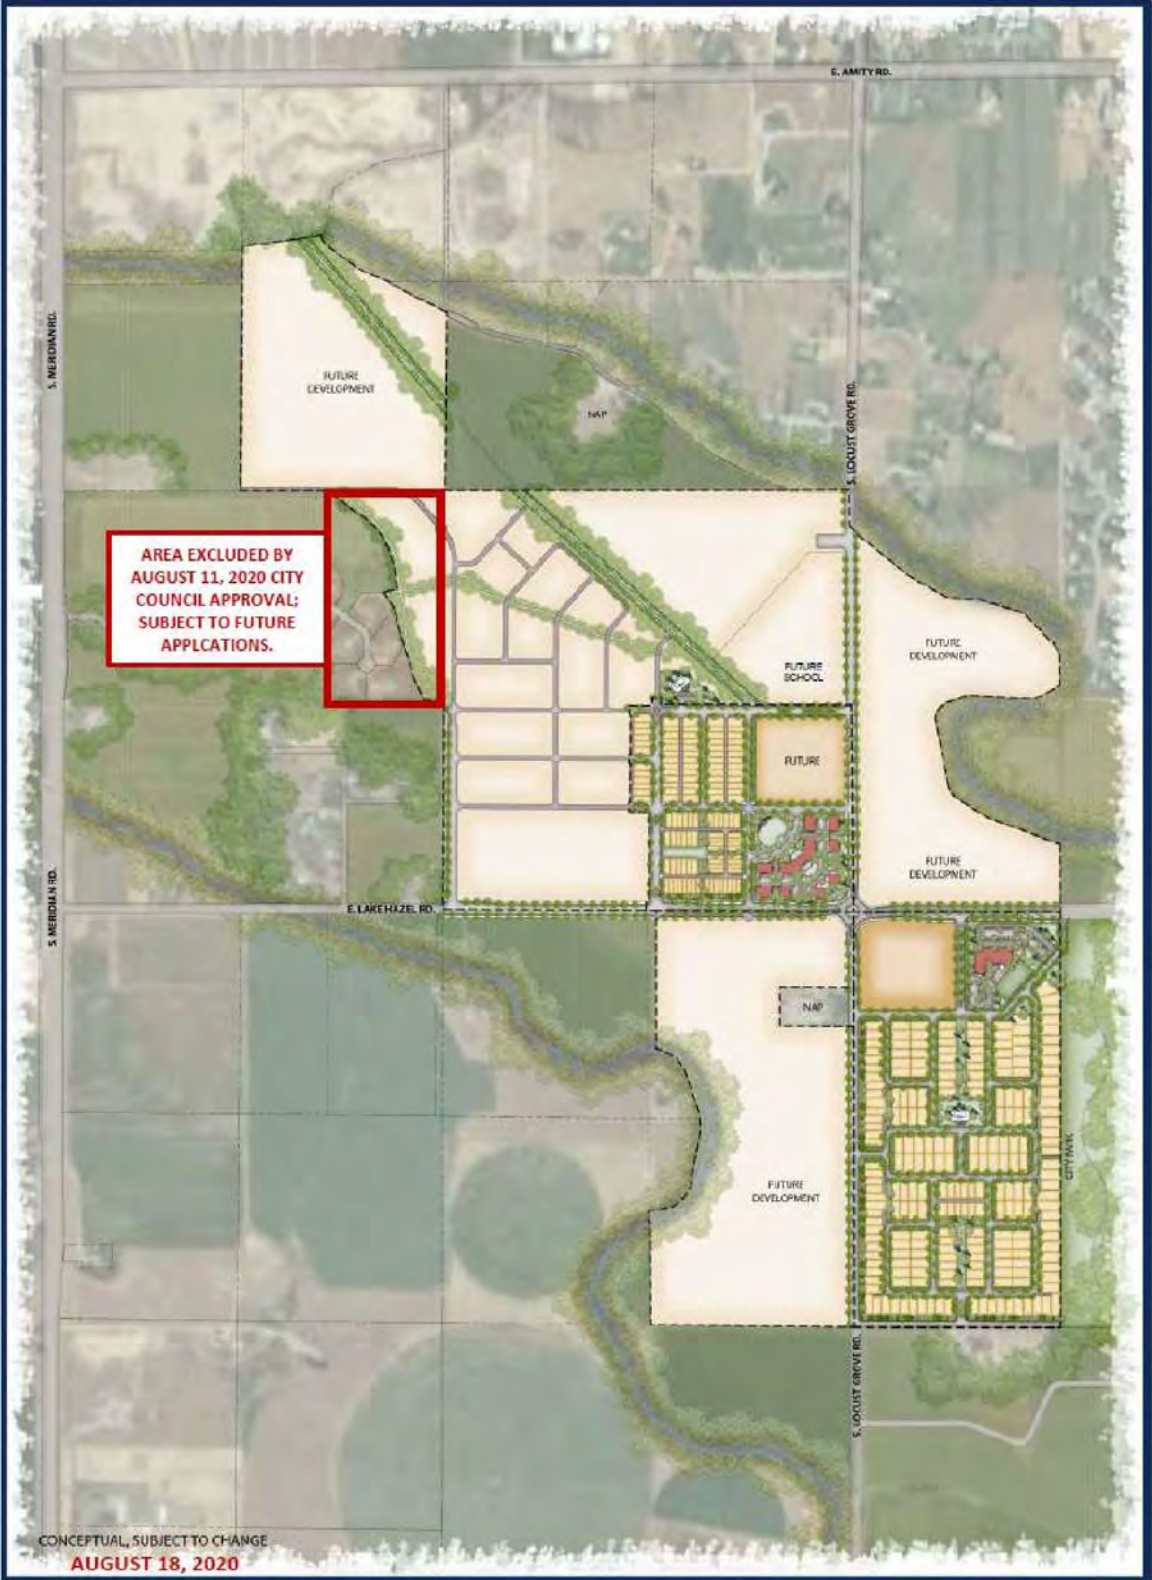 E. AMITY RD.
S. MERIDIAN RD.
FUTURE
DEVELOPMENT
NAP
S. LOCUST GROVE RD.
AREA EXCLUDED BY
AUGUST 11, 2020 CITY
COUNCIL APPROVAL;
SUBJECT TO FUTURE
APPLCATIONS.
FUTURE
DEVELOPMENT
FUTURE
SCHOOL
FUTURE
FUTURE
DEVELOPMENT
S. MERIDIAN RD.
E. LAKE HAZEL RD.
NAP
CITY PARK
FUTURE
DEVELOPMENT
S. LOCUST GROVE RD.
CONCEPTUAL, SUBJECT TO CHANGE
AUGUST 18, 2020